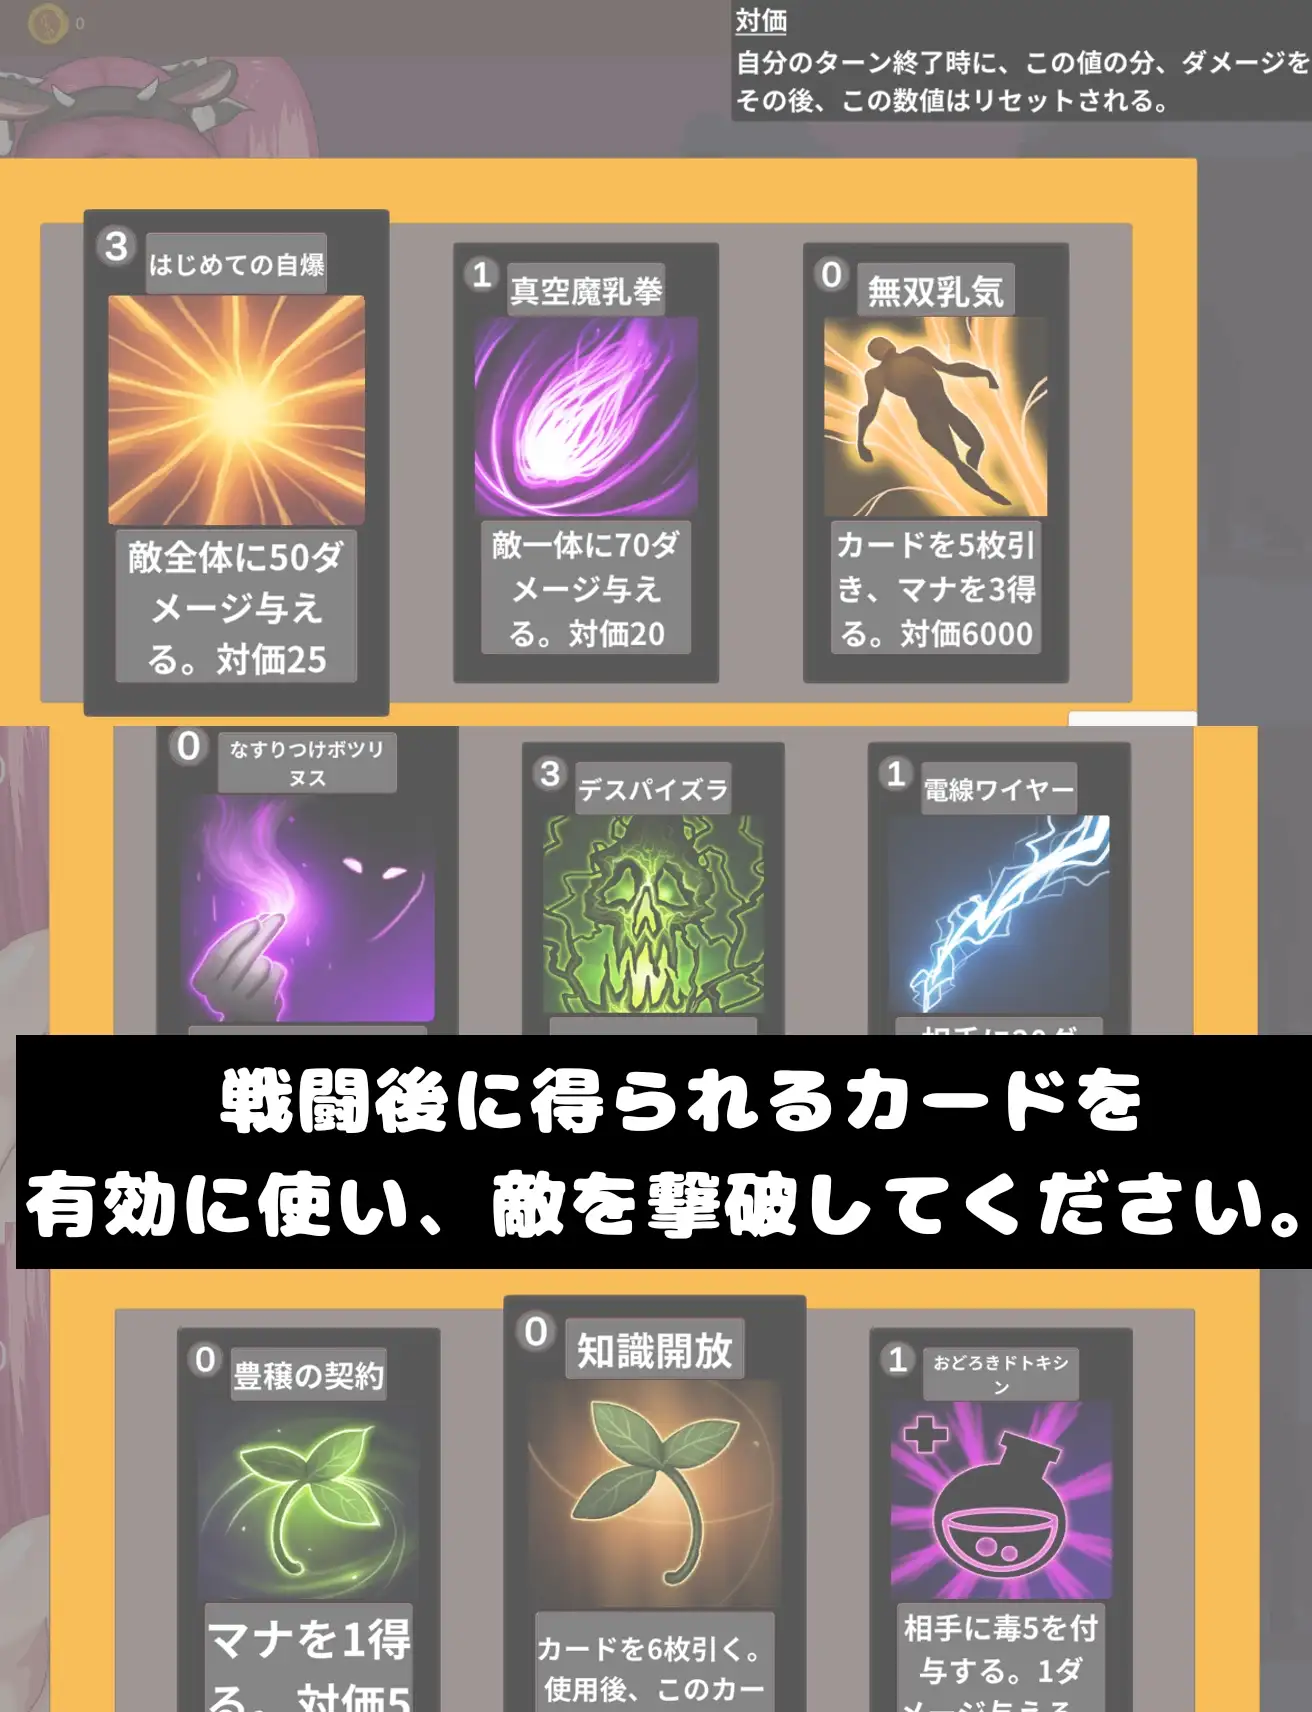 0
対価
自分のターン終了時に、この値の分、ダメージを
その後、この数値はリセットされる。
3
はじめての自爆
敵全体に50ダ
メージ与え
る。対価25
1
真空魔乳拳
敵一体に70ダ
メージ与え
る。対価20
0
無双乳気
カードを5枚引
き、マナを3得
る。対価6000
0
なすりつけボツリ
ヌス
3
デスパイズラ
1
電線ワイヤー
戦闘後に得られるカードを
有効に使い、敵を撃破してください。
0
豊穣の契約
マナを1得
る。対価5
0
知識開放
カードを6枚引く。
使用後、このカー
1
おどろきドトキシ
ン
相手に毒5を付
与する。1ダ
メージ与える